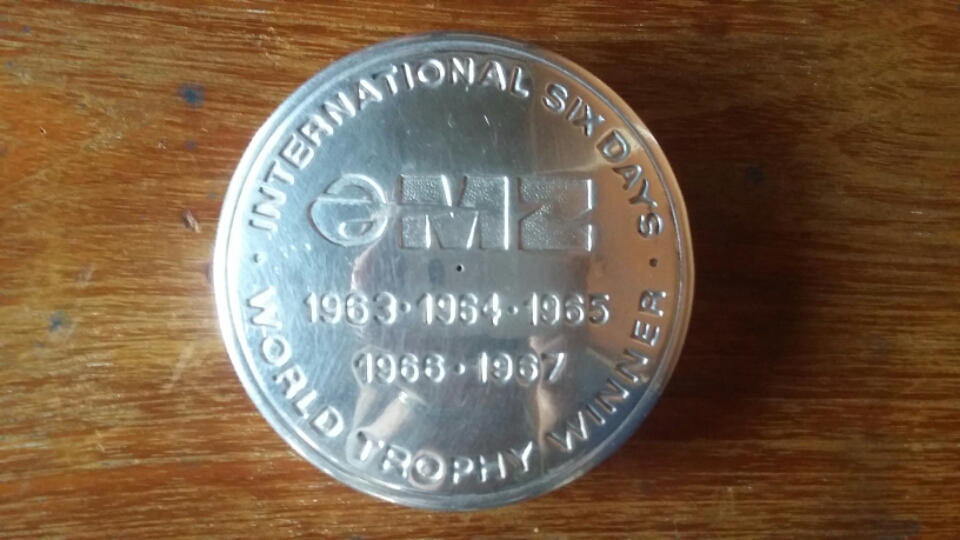 INTERNATIONAL SIX DAYS
MZ
1963·1964·1965
1966·1967
WORLD TROPHY WINNER